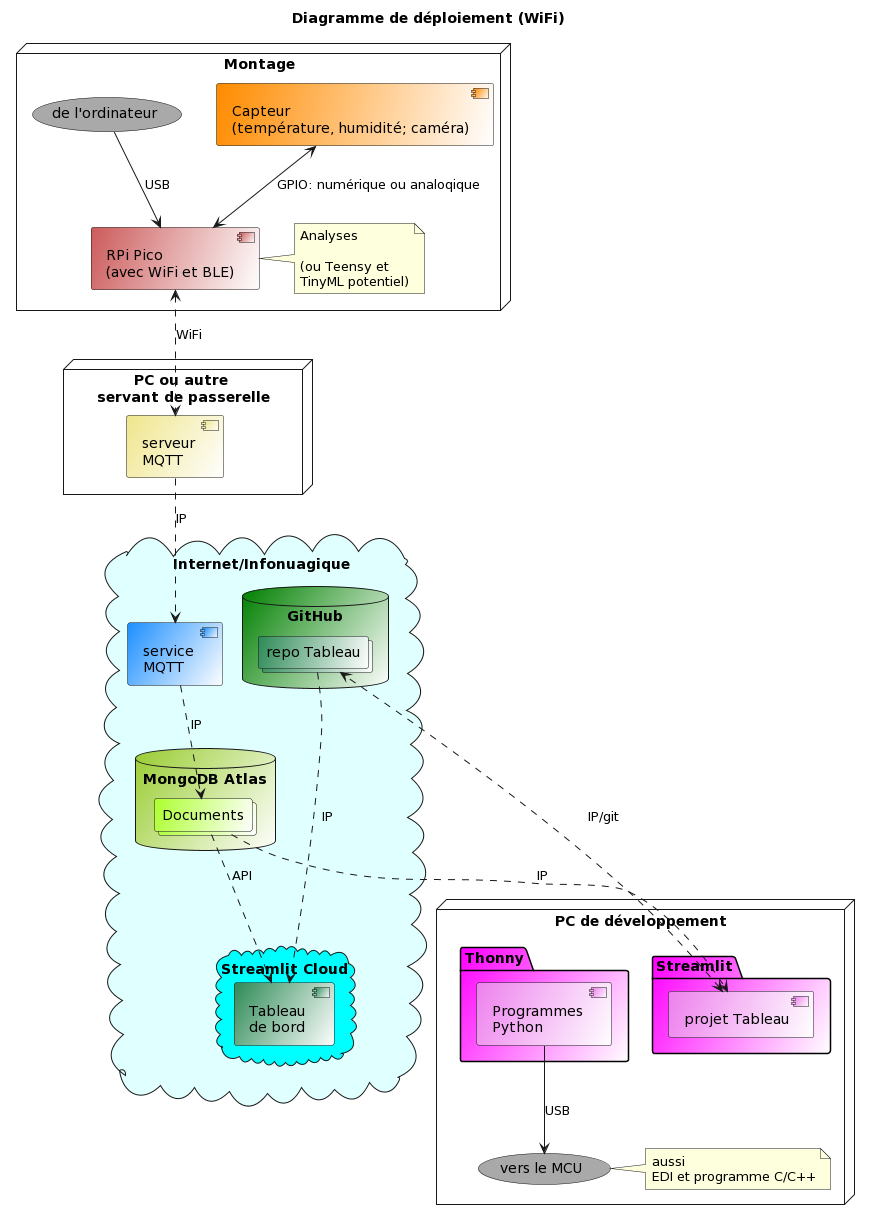 Diagramme de déploiement (WiFi)
Montage
de l'ordinateur
Capteur
(température, humidité; caméra)
USB
GPIO: numérique ou analoqique
RPi Pico
(avec WiFi et BLE)
Analyses
(ou Teensy et
TinyML potentiel)
WiFi
PC ou autre
servant de passerelle
serveur
MQTT
IP
Internet/Infonuagique
GitHub
repo Tableau
service
MQTT
IP
MongoDB Atlas
Documents
IP
IP/git
API
IP
PC de développement
Thonny
Streamlit
Programmes
Python
projet Tableau
Streamlit Cloud
Tableau
de bord
USB
vers le MCU
aussi
EDI et programme C/C++